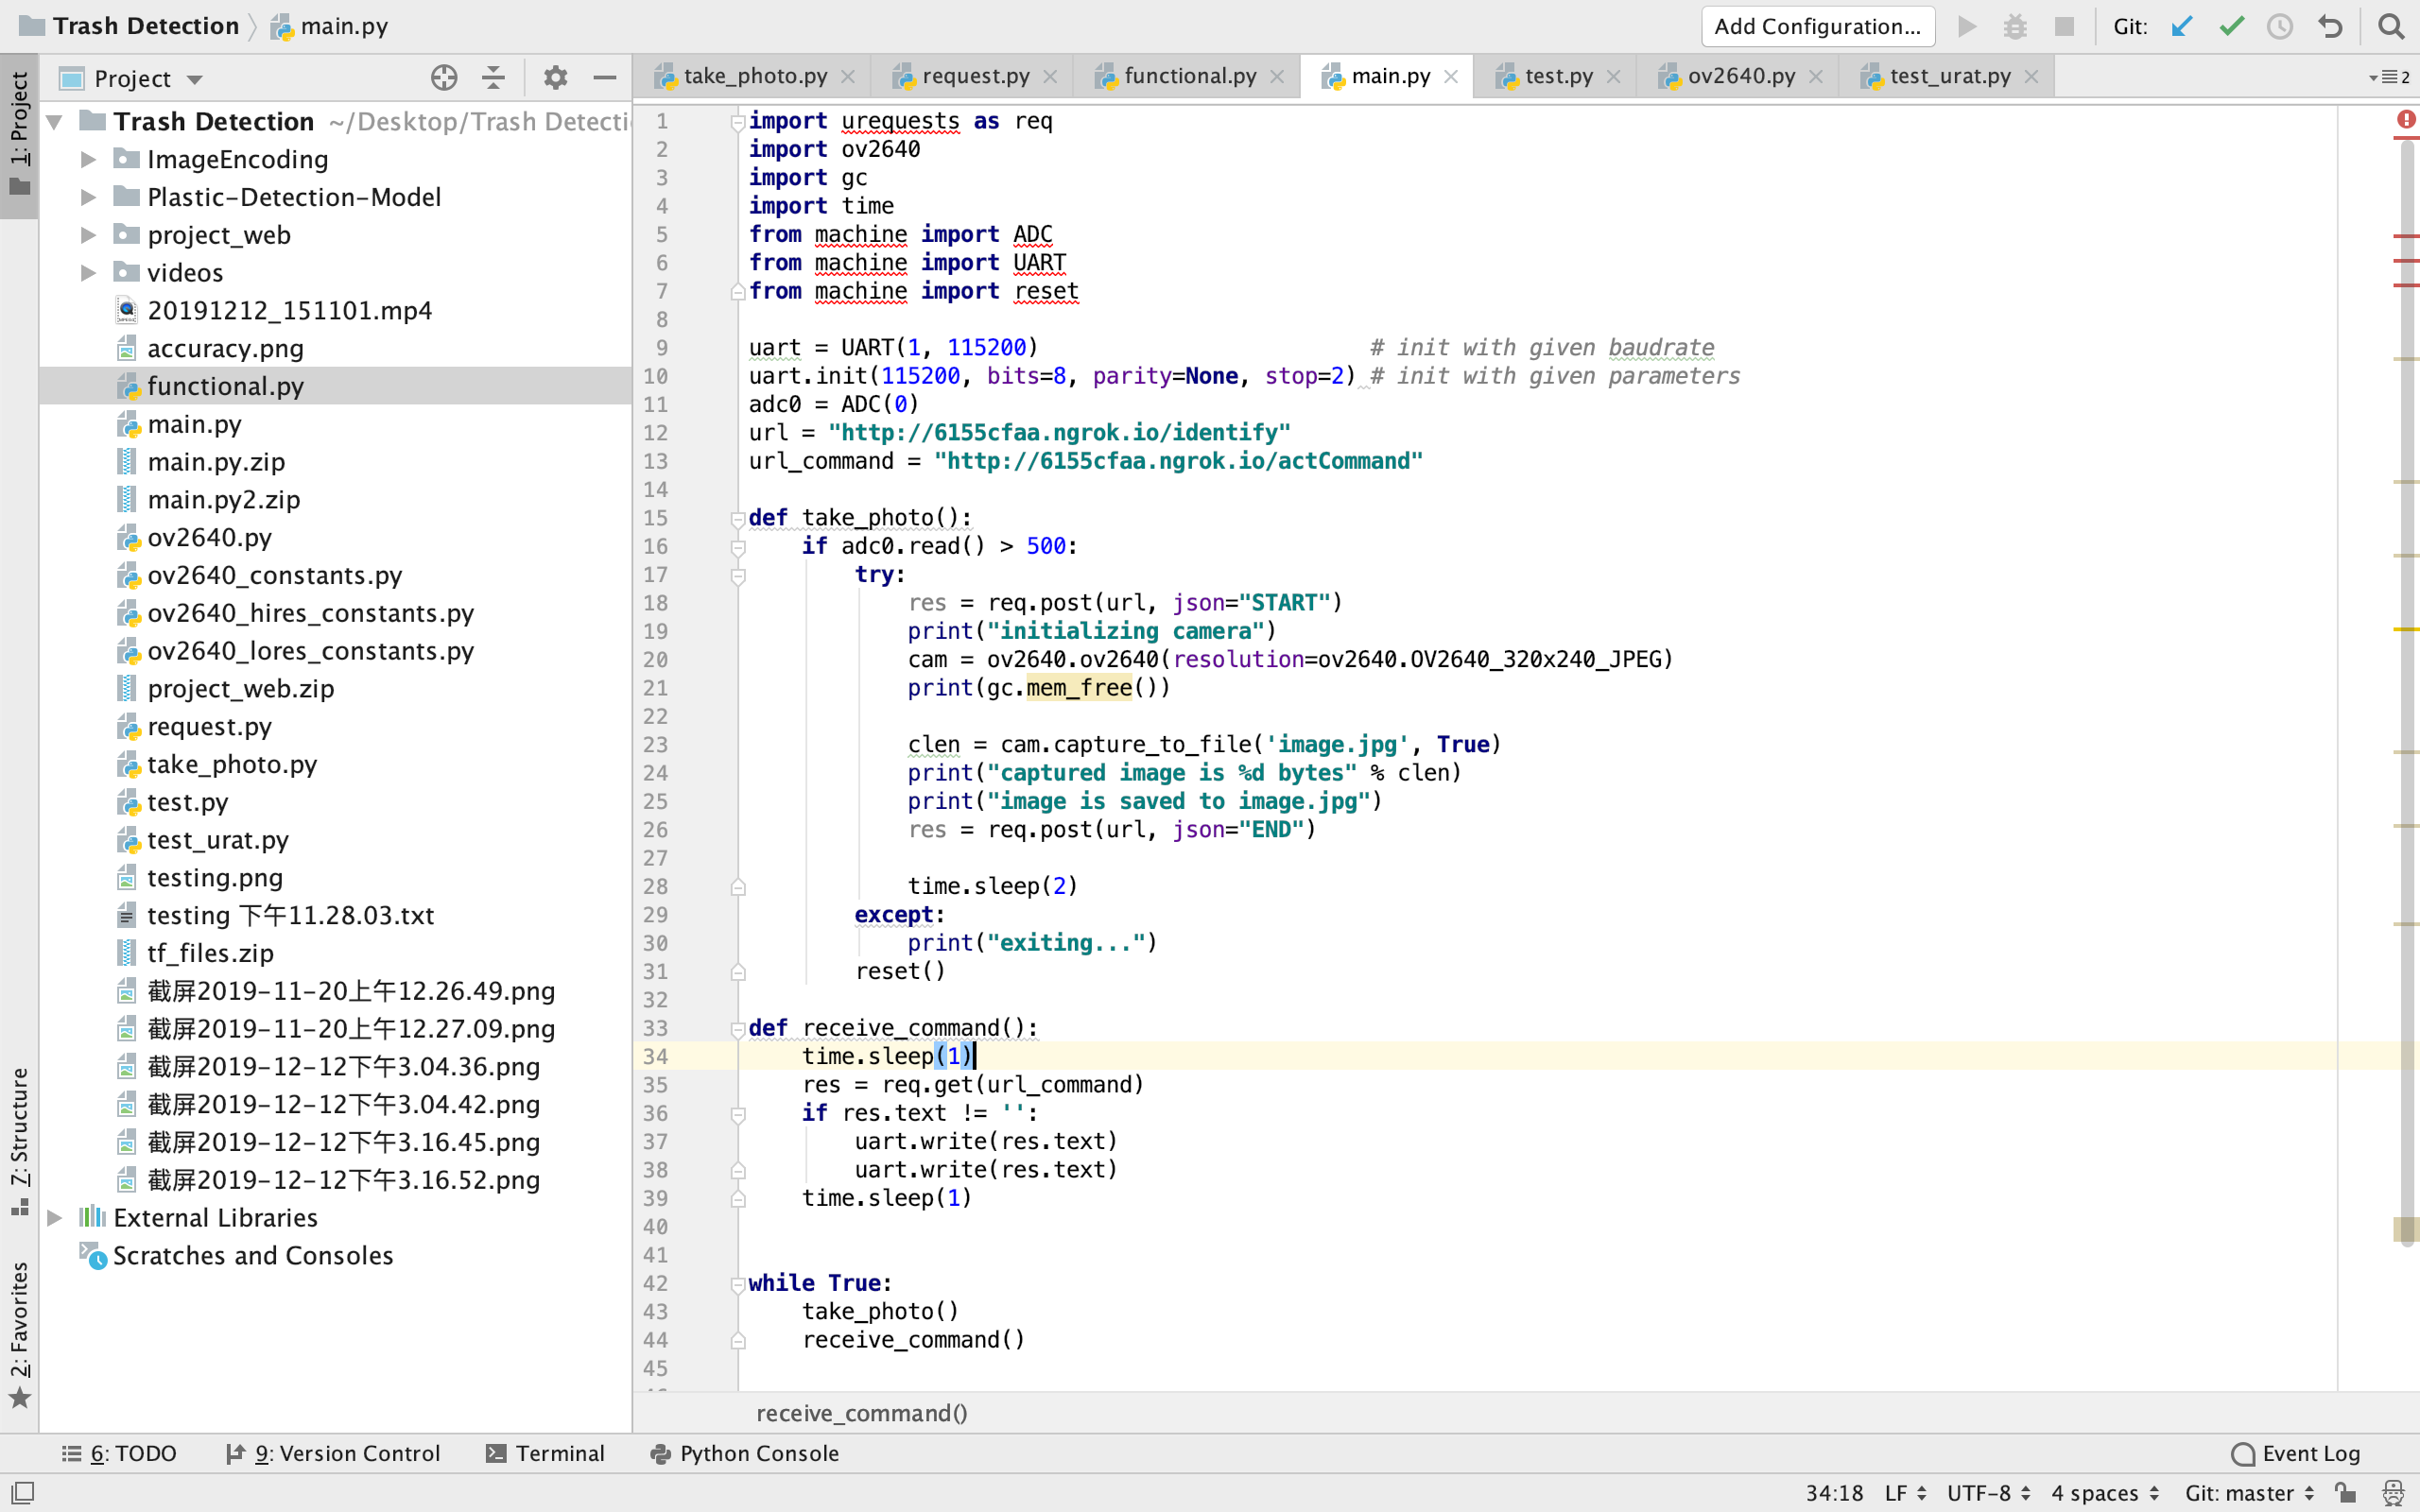 Trash Detection main.py Add Configuration... Git:
1: Project
Project
take_photo.py request.py functional.py main.py test.py ov2640.py test_urat.py 2
Trash Detection ~/Desktop/Trash Detecti
ImageEncoding
Plastic-Detection-Model
project_web
videos
20191212_151101.mp4
accuracy.png
functional.py
main.py
main.py.zip
main.py2.zip
ov2640.py
ov2640_constants.py
ov2640_hires_constants.py
ov2640_lores_constants.py
project_web.zip
request.py
take_photo.py
test.py
test_urat.py
testing.png
testing 下午11.28.03.txt
tf_files.zip
截屏2019-11-20上午12.26.49.png
截屏2019-11-20上午12.27.09.png
截屏2019-12-12下午3.04.36.png
截屏2019-12-12下午3.04.42.png
截屏2019-12-12下午3.16.45.png
截屏2019-12-12下午3.16.52.png
External Libraries
Scratches and Consoles
7: Structure
2: Favorites
1 import urequests as req
2 import ov2640
3 import gc
4 import time
5 from machine import ADC
6 from machine import UART
7 from machine import reset
8
9 uart = UART(1, 115200) # init with given baudrate
10 uart.init(115200, bits=8, parity=None, stop=2) # init with given parameters
11 adc0 = ADC(0)
12 url = "http://6155cfaa.ngrok.io/identify"
13 url_command = "http://6155cfaa.ngrok.io/actCommand"
14
15 def take_photo():
16 if adc0.read() > 500:
17 try:
18 res = req.post(url, json="START")
19 print("initializing camera")
20 cam = ov2640.ov2640(resolution=ov2640.OV2640_320x240_JPEG)
21 print(gc.mem_free())
22
23 clen = cam.capture_to_file('image.jpg', True)
24 print("captured image is %d bytes" % clen)
25 print("image is saved to image.jpg")
26 res = req.post(url, json="END")
27
28 time.sleep(2)
29 except:
30 print("exiting...")
31 reset()
32
33 def receive_command():
34 time.sleep(1)
35 res = req.get(url_command)
36 if res.text != '':
37 uart.write(res.text)
38 uart.write(res.text)
39 time.sleep(1)
40
41
42 while True:
43 take_photo()
44 receive_command()
45
receive_command()
6: TODO 9: Version Control Terminal Python Console Event Log
34:18 LF UTF-8 4 spaces Git: master